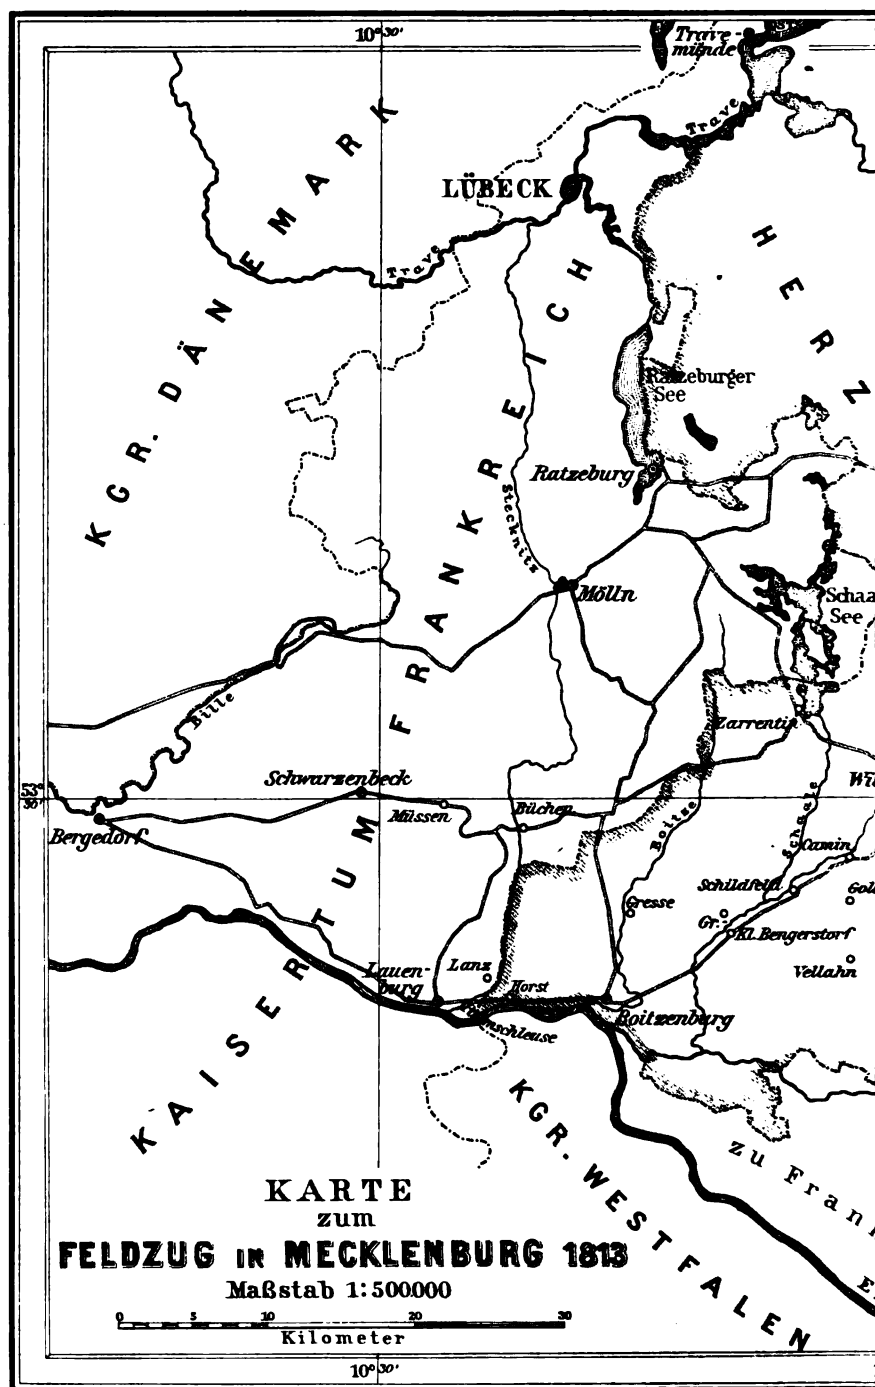 10°30'
Trave-
münde
Trave
LÜBECK
KGR. DÄNEMARK
Trave
HERZ
KAISERTUM FRANKREICH
Ratzeburger
See
Ratzeburg
Stecknitz
Mölln
Schaa
See
Bille
Zarrentin
53°
30'
Schwarzenbeck
Müssen
Büchen
Boitze
Schaale
Wit
Bergedorf
Camin
Schildfeld
Gresse
Gr.-
Kl. Bengerstorf
Vellahn
Lanz
Lauen-
burg
Horst
Boitzenburg
KGR. WESTFALEN
zu Fran
KARTE
zum
FELDZUG IN MECKLENBURG 1813
Maßstab 1:500000
0 5 10 20 30
Kilometer
10°30'